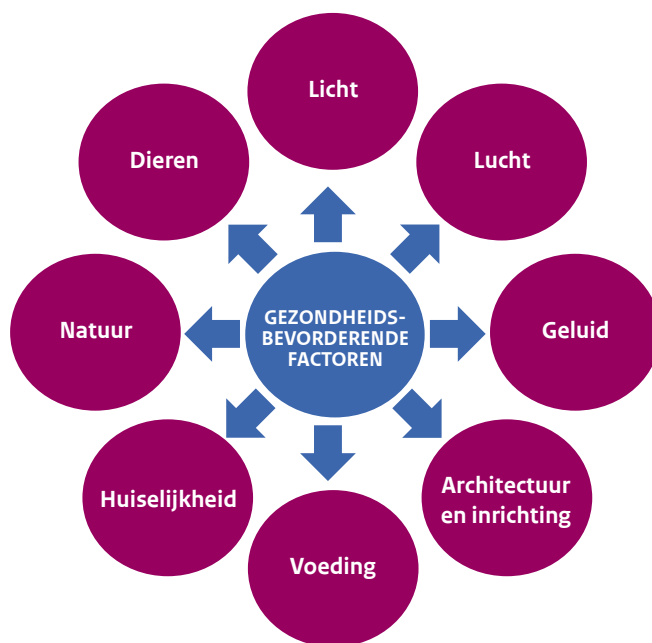 Licht
Dieren
Lucht
Natuur
GEZONDHEIDS-
BEVORDERENDE
FACTOREN
Geluid
Huiselijkheid
Architectuur
en inrichting
Voeding